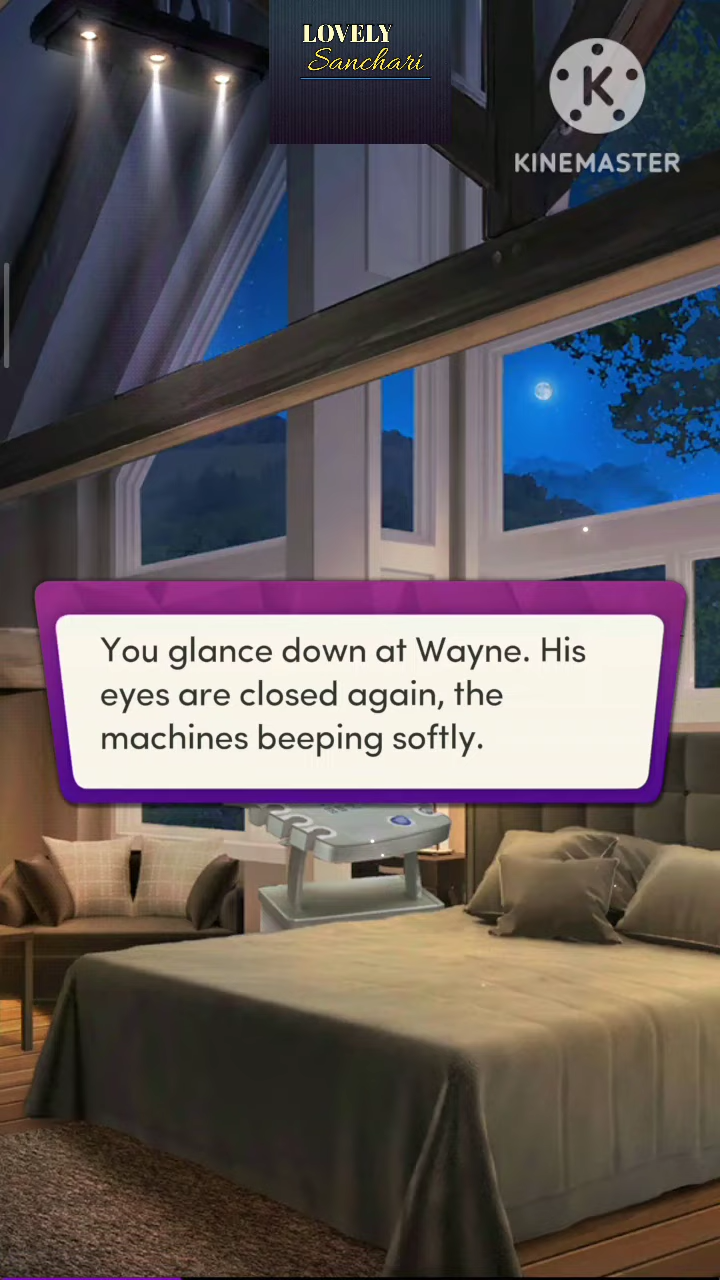 LOVELY
Sanchari
K
KINEMASTER
You glance down at Wayne. His
eyes are closed again, the
machines beeping softly.